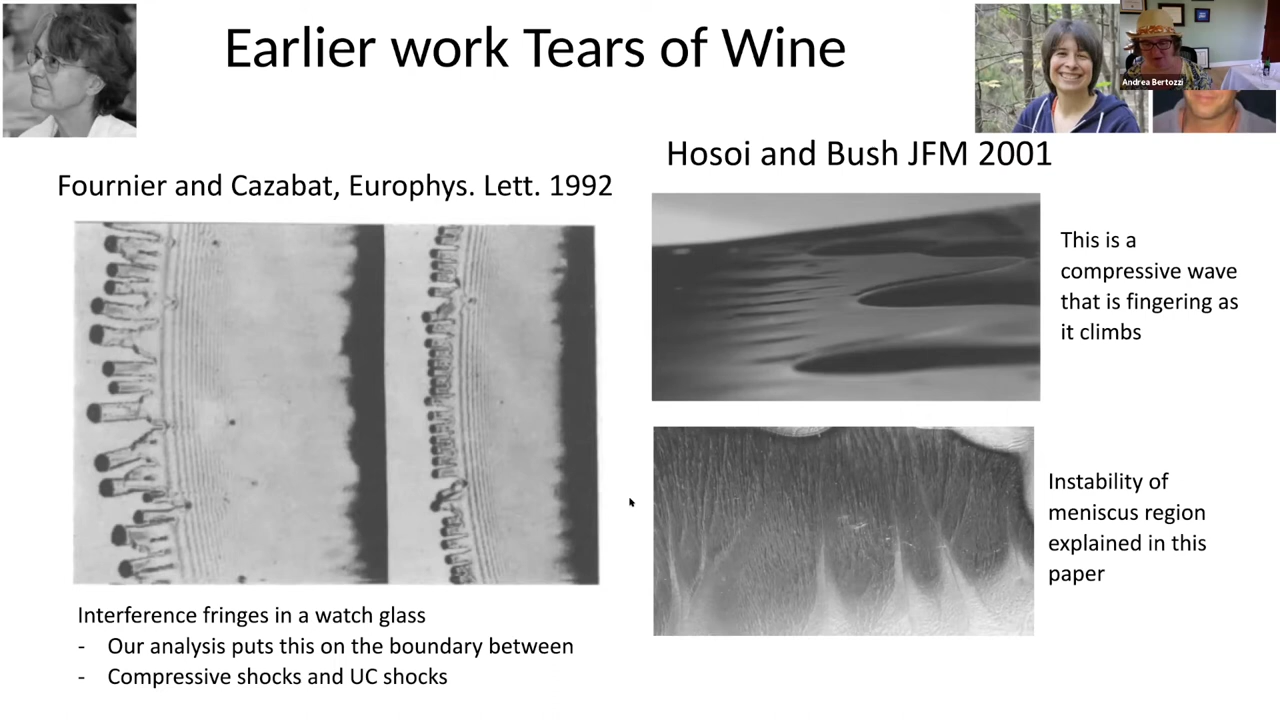 Earlier work Tears of Wine
Andrea Bertozzi
Hosoi and Bush JFM 2001
Fournier and Cazabat, Europhys. Lett. 1992
This is a
compressive wave
that is fingering as
it climbs
Instability of
meniscus region
explained in this
paper
Interference fringes in a watch glass
- Our analysis puts this on the boundary between
- Compressive shocks and UC shocks